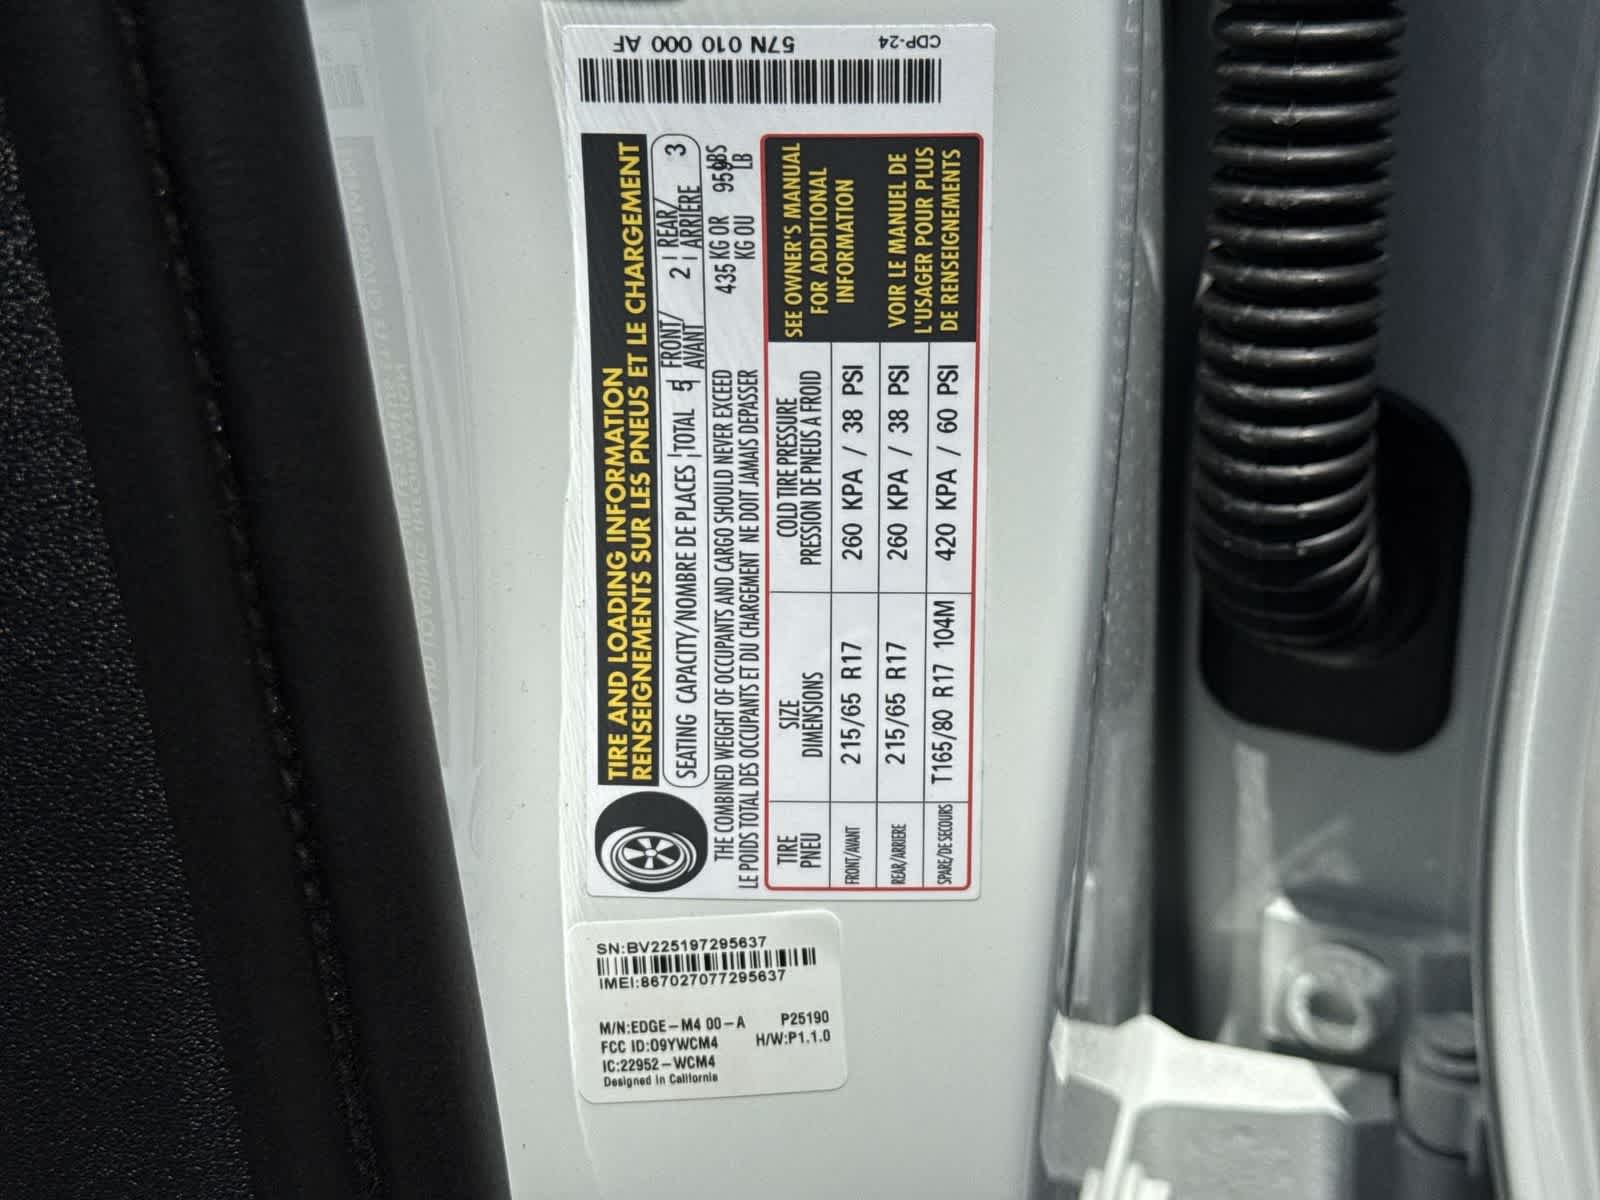 57N 010 000 AF CDP-24
TIRE AND LOADING INFORMATION
RENSEIGNEMENTS SUR LES PNEUS ET LE CHARGEMENT
SEATING CAPACITY/NOMBRE DE PLACES | TOTAL 5 | FRONT/AVANT 2 | REAR/ARRIÈRE 3
THE COMBINED WEIGHT OF OCCUPANTS AND CARGO SHOULD NEVER EXCEED 435 KG OR 959 LBS
LE POIDS TOTAL DES OCCUPANTS ET DU CHARGEMENT NE DOIT JAMAIS DEPASSER KG OU LB
TIRE SIZE COLD TIRE PRESSURE
PNEU DIMENSIONS PRESSION DE PNEUS A FROID
FRONT/AVANT 215/65 R17 260 KPA / 38 PSI
REAR/ARRIERE 215/65 R17 260 KPA / 38 PSI
SPARE/DE SECOURS T165/80 R17 104M 420 KPA / 60 PSI
SEE OWNER'S MANUAL
FOR ADDITIONAL
INFORMATION
VOIR LE MANUEL DE
L'USAGER POUR PLUS
DE RENSEIGNEMENTS
SN:BV225197295637
IMEI:867027077295637
M/N:EDGE-M4 00-A P25190
FCC ID:O9YWCM4 H/W:P1.1.0
IC:22952-WCM4
Designed in California